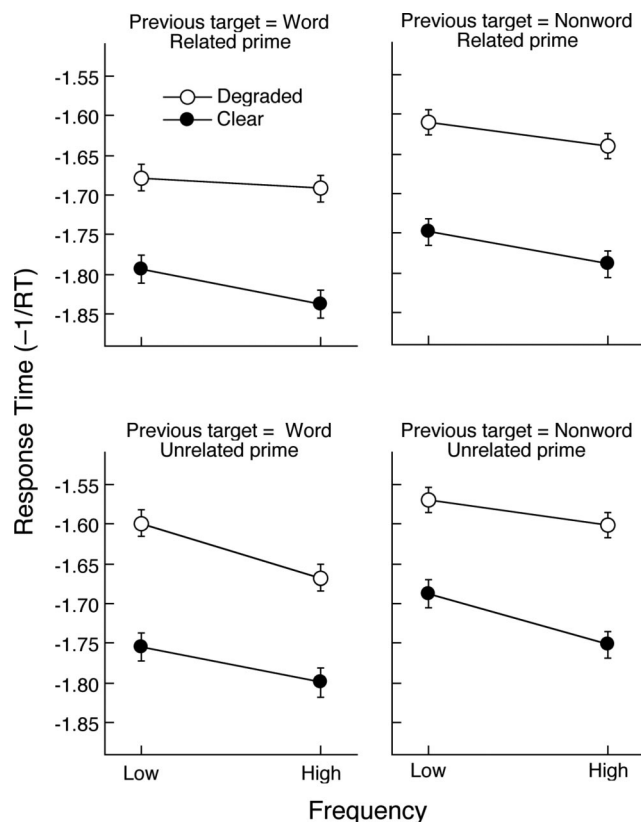 Previous target = Word
Related prime
Previous target = Nonword
Related prime
Degraded
Clear
-1.55
-1.60
-1.65
-1.70
-1.75
-1.80
-1.85
Response Time (−1/RT)
Previous target = Word
Unrelated prime
Previous target = Nonword
Unrelated prime
-1.55
-1.60
-1.65
-1.70
-1.75
-1.80
-1.85
Low
High
Low
High
Frequency